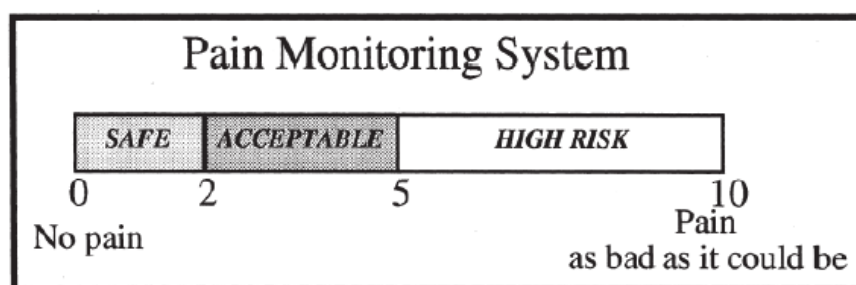 Pain Monitoring System
SAFE ACCEPTABLE HIGH RISK
0 2 5 10
No pain
Pain
as bad as it could be